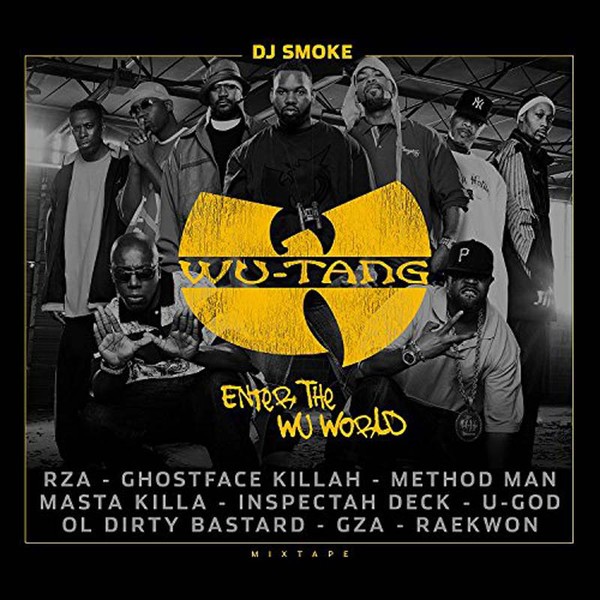 DJ SMOKE
WU-TANG
ENTER THE
WU WORLD
RZA - GHOSTFACE KILLAH - METHOD MAN
MASTA KILLA - INSPECTAH DECK - U-GOD
OL DIRTY BASTARD - GZA - RAEKWON
MIXTAPE